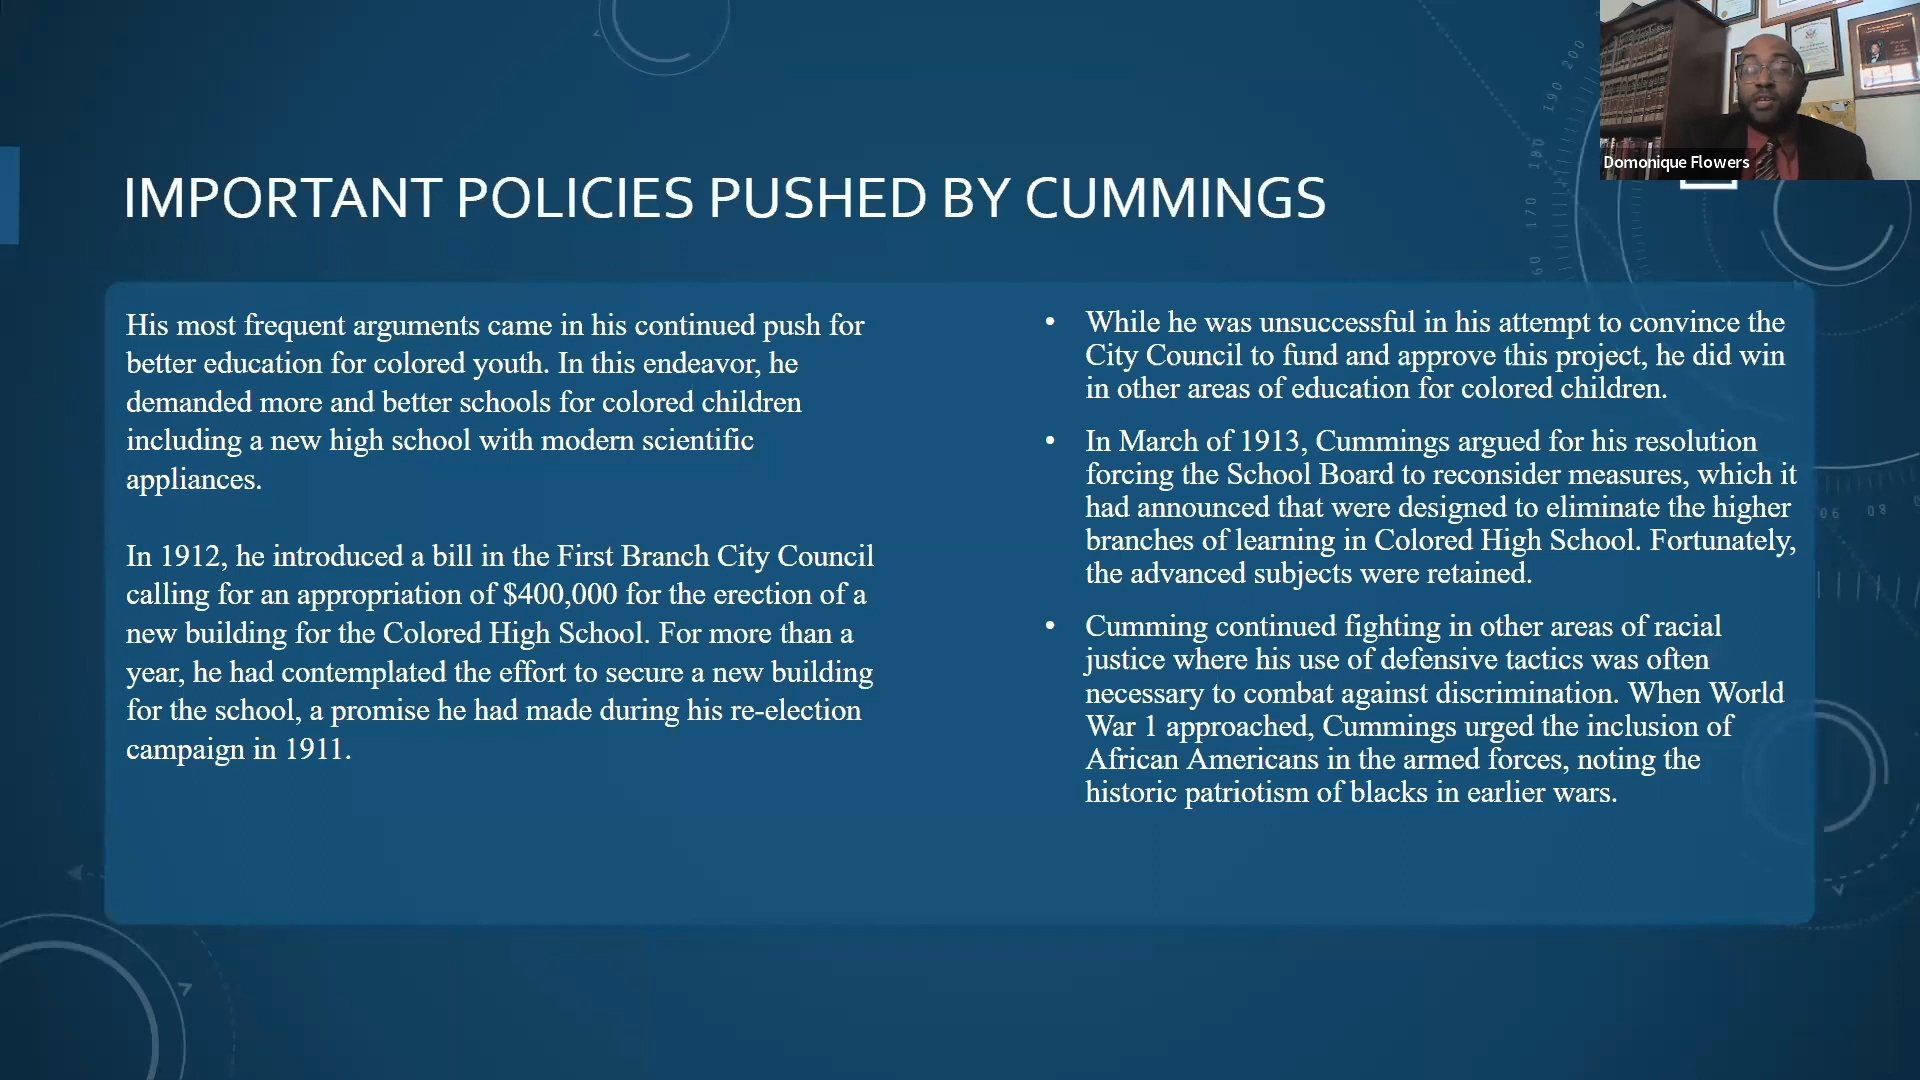 Domonique Flowers
IMPORTANT POLICIES PUSHED BY CUMMINGS
His most frequent arguments came in his continued push for
better education for colored youth. In this endeavor, he
demanded more and better schools for colored children
including a new high school with modern scientific
appliances.
In 1912, he introduced a bill in the First Branch City Council
calling for an appropriation of $400,000 for the erection of a
new building for the Colored High School. For more than a
year, he had contemplated the effort to secure a new building
for the school, a promise he had made during his re-election
campaign in 1911.
• While he was unsuccessful in his attempt to convince the
City Council to fund and approve this project, he did win
in other areas of education for colored children.
• In March of 1913, Cummings argued for his resolution
forcing the School Board to reconsider measures, which it
had announced that were designed to eliminate the higher
branches of learning in Colored High School. Fortunately,
the advanced subjects were retained.
• Cumming continued fighting in other areas of racial
justice where his use of defensive tactics was often
necessary to combat against discrimination. When World
War 1 approached, Cummings urged the inclusion of
African Americans in the armed forces, noting the
historic patriotism of blacks in earlier wars.
200
190
180
170